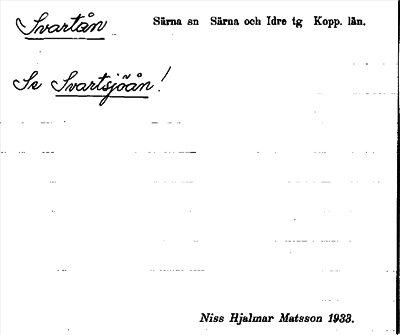 Svartån
Särna sn Särna och Idre tg Kopp. län.
Se Svartsjöån!
Niss Hjalmar Matsson 1933.